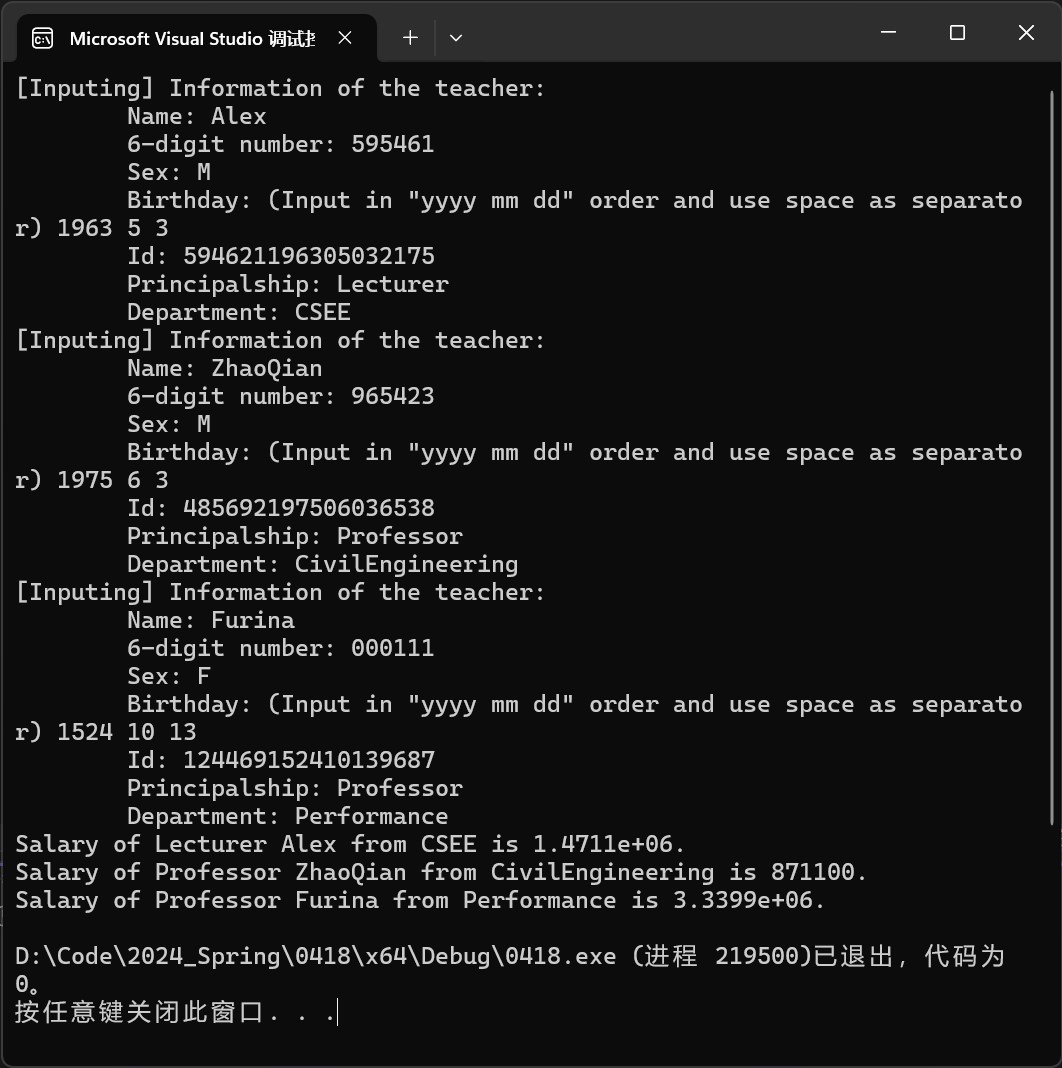 Microsoft Visual Studio 调试
[Inputing] Information of the teacher:
Name: Alex
6-digit number: 595461
Sex: M
Birthday: (Input in "yyyy mm dd" order and use space as separato
r) 1963 5 3
Id: 594621196305032175
Principalship: Lecturer
Department: CSEE
[Inputing] Information of the teacher:
Name: ZhaoQian
6-digit number: 965423
Sex: M
Birthday: (Input in "yyyy mm dd" order and use space as separato
r) 1975 6 3
Id: 485692197506036538
Principalship: Professor
Department: CivilEngineering
[Inputing] Information of the teacher:
Name: Furina
6-digit number: 000111
Sex: F
Birthday: (Input in "yyyy mm dd" order and use space as separato
r) 1524 10 13
Id: 124469152410139687
Principalship: Professor
Department: Performance
Salary of Lecturer Alex from CSEE is 1.4711e+06.
Salary of Professor ZhaoQian from CivilEngineering is 871100.
Salary of Professor Furina from Performance is 3.3399e+06.
D:\Code\2024_Spring\0418\x64\Debug\0418.exe (进程 219500)已退出，代码为
0。
按任意键关闭此窗口. . .